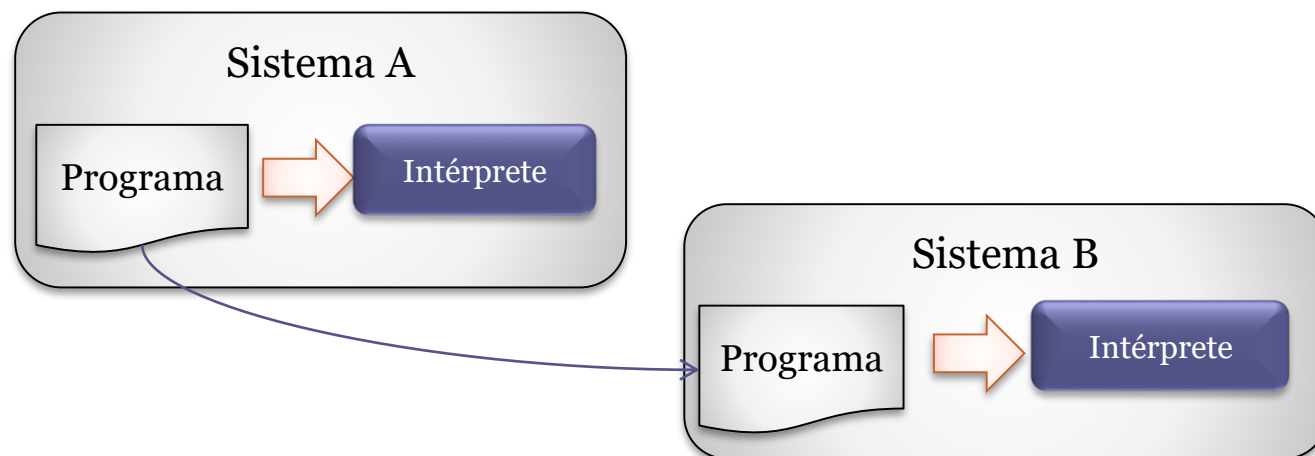 Sistema A
Programa
Intérprete
Sistema B
Programa
Intérprete